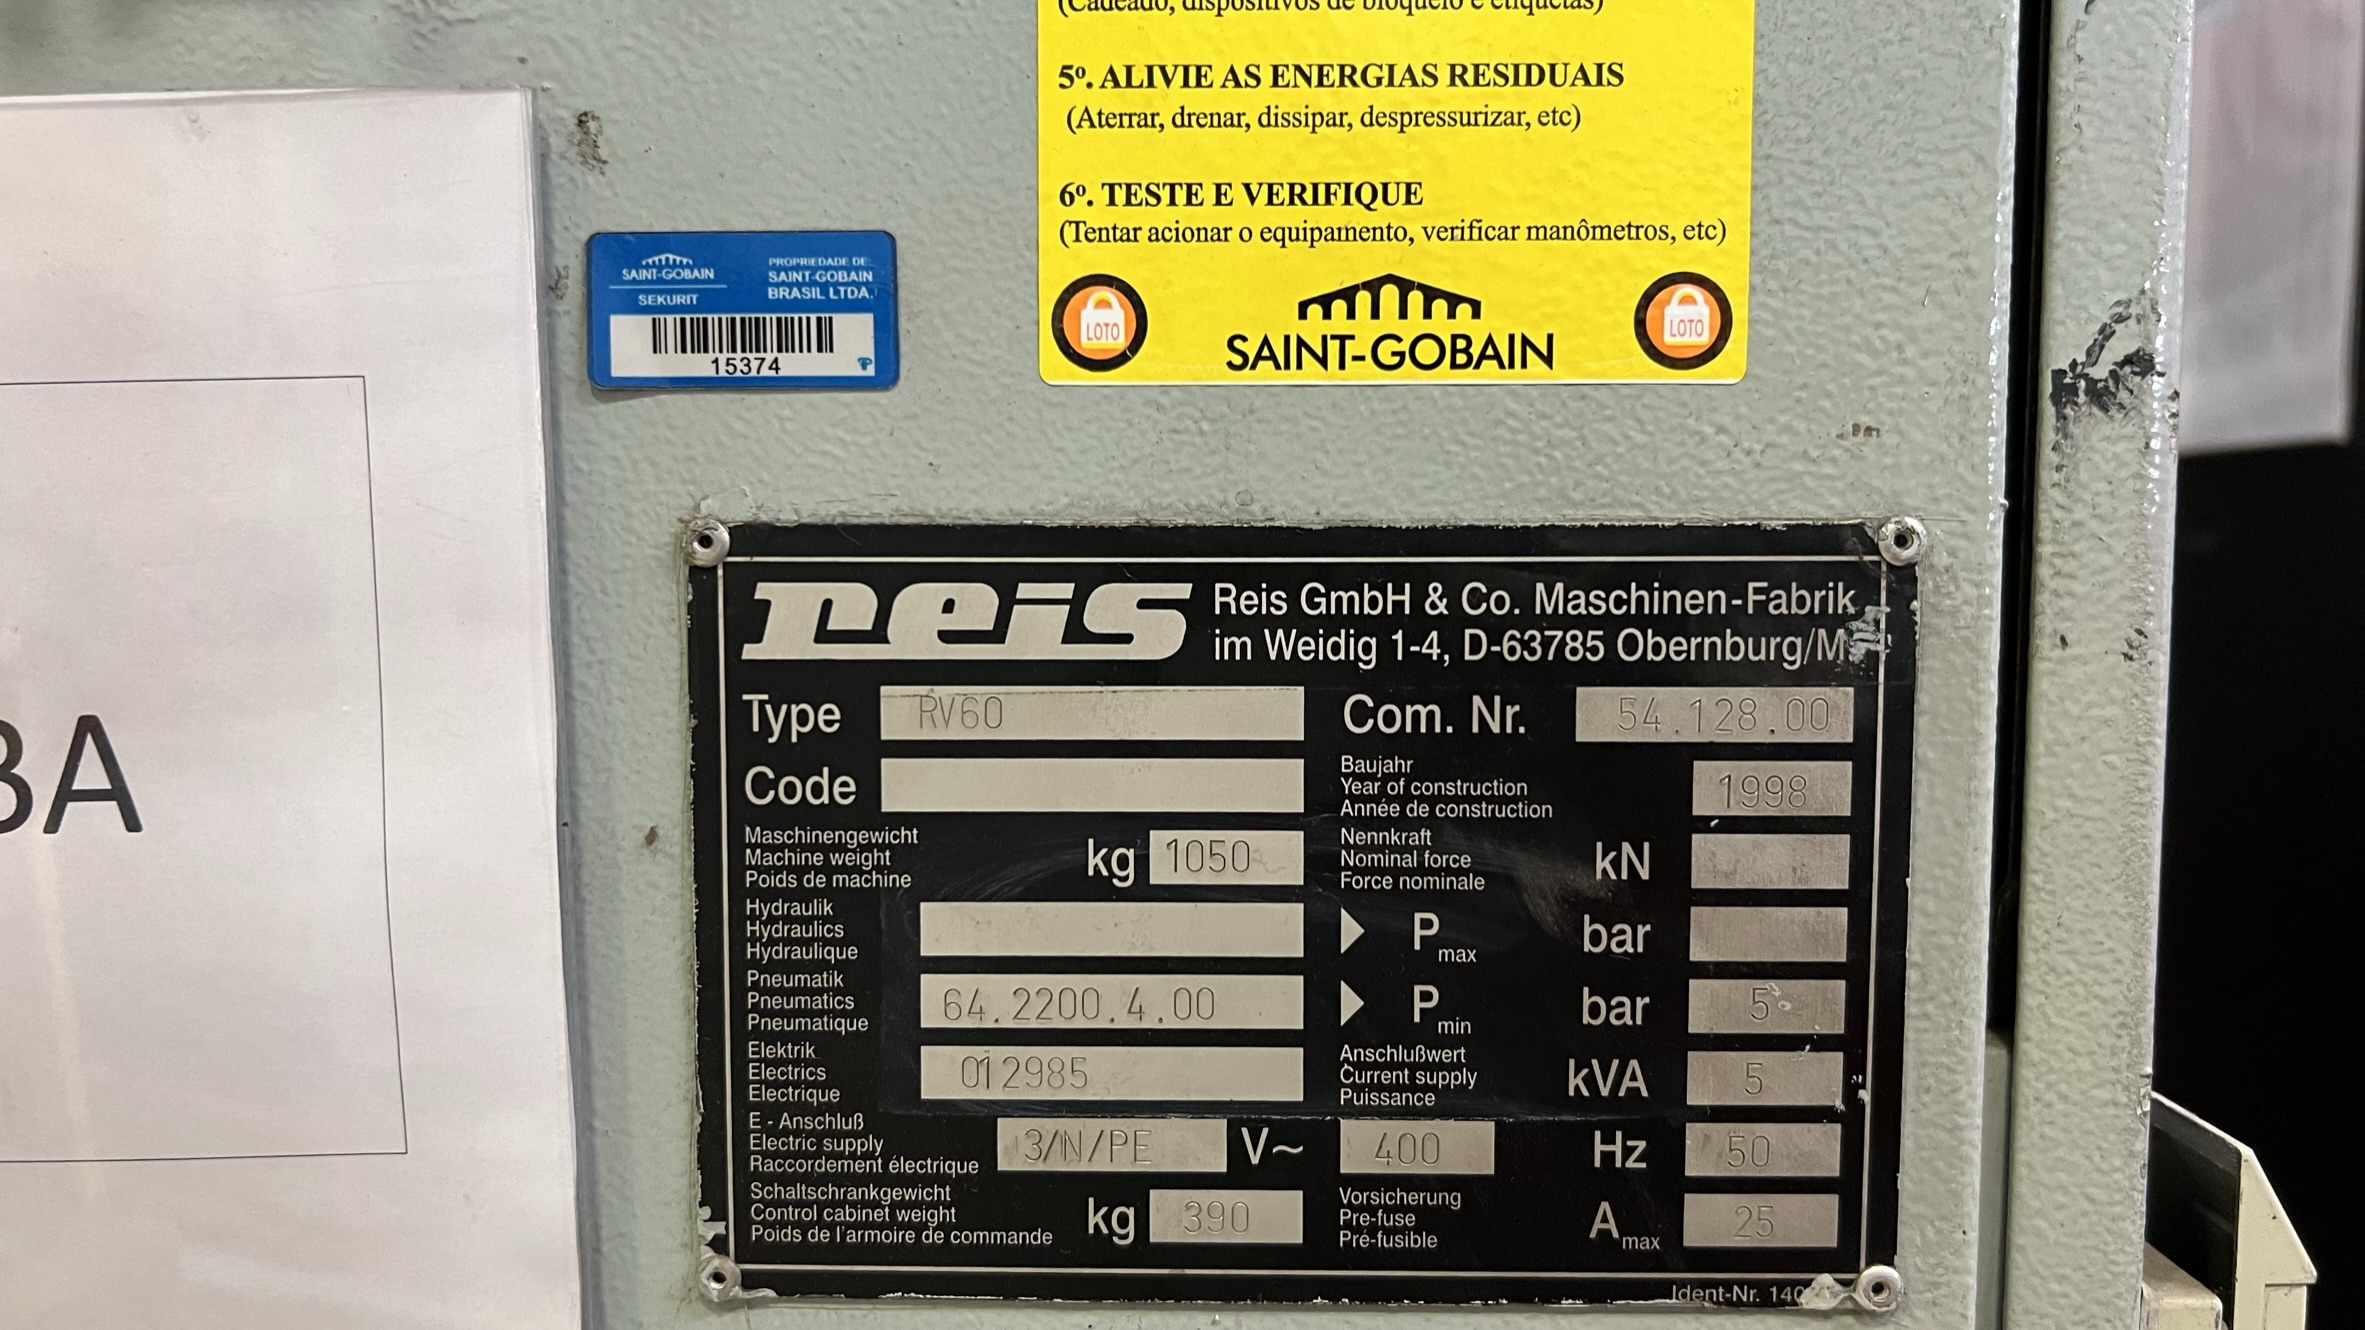 (Cadeado, dispositivos de bloqueio e etiquetas)
5º. ALIVIE AS ENERGIAS RESIDUAIS
(Aterrar, drenar, dissipar, despressurizar, etc)
6º. TESTE E VERIFIQUE
(Tentar acionar o equipamento, verificar manômetros, etc)
LOTO
SAINT-GOBAIN
LOTO
SAINT-GOBAIN
SEKURIT
PROPRIEDADE DE:
SAINT-GOBAIN
BRASIL LTDA.
15374
BA
reis
Reis GmbH & Co. Maschinen-Fabrik
im Weidig 1-4, D-63785 Obernburg/M
Type RV60
Com. Nr. 54.128.00
Code
Baujahr
Year of construction
Année de construction
1998
Maschinengewicht
Machine weight
Poids de machine
kg 1050
Nennkraft
Nominal force
Force nominale
kN
Hydraulik
Hydraulics
Hydraulique
Pmax bar
Pneumatik
Pneumatics
Pneumatique
64.2200.4.00
Pmin bar 5
Elektrik
Electrics
Electrique
012985
Anschlußwert
Current supply
Puissance
kVA 5
E - Anschluß
Electric supply
Raccordement électrique
3/N/PE V~ 400 Hz 50
Schaltschrankgewicht
Control cabinet weight
Poids de l'armoire de commande
kg 390
Vorsicherung
Pre-fuse
Pré-fusible
Amax 25
Ident-Nr.